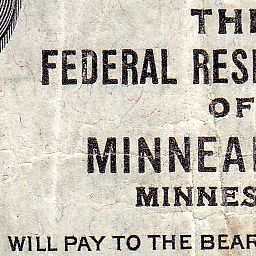 THE
FEDERAL RESE
OF
MINNEA
MINNES
WILL PAY TO THE BEAR